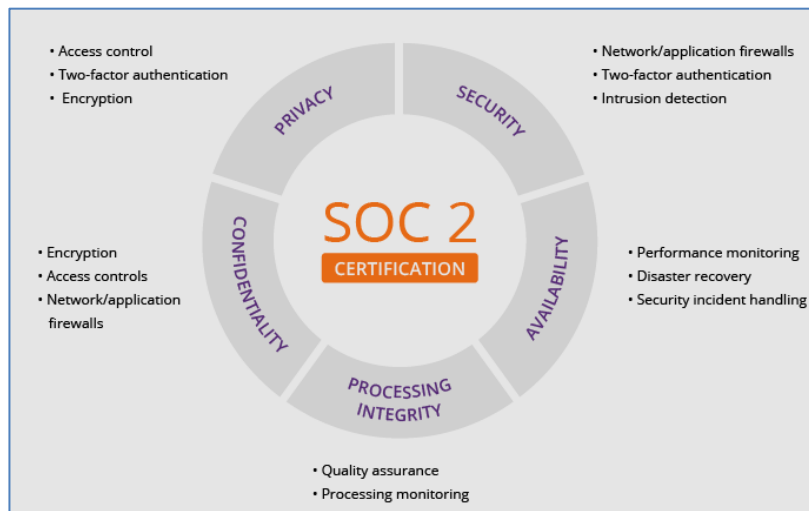 • Access control
• Two-factor authentication
• Encryption
PRIVACY
SECURITY
• Network/application firewalls
• Two-factor authentication
• Intrusion detection
SOC 2
CERTIFICATION
CONFIDENTIALITY
• Encryption
• Access controls
• Network/application
firewalls
AVAILABILITY
• Performance monitoring
• Disaster recovery
• Security incident handling
PROCESSING
INTEGRITY
• Quality assurance
• Processing monitoring